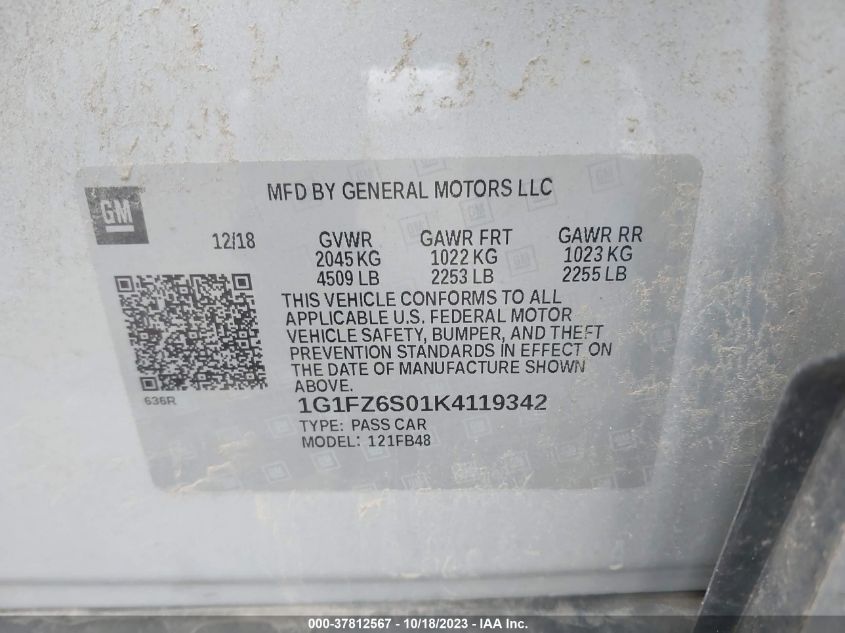 GM
MFD BY GENERAL MOTORS LLC
12/18 GVWR GAWR FRT GAWR RR
2045 KG 1022 KG 1023 KG
4509 LB 2253 LB 2255 LB
THIS VEHICLE CONFORMS TO ALL
APPLICABLE U.S. FEDERAL MOTOR
VEHICLE SAFETY, BUMPER, AND THEFT
PREVENTION STANDARDS IN EFFECT ON
THE DATE OF MANUFACTURE SHOWN
ABOVE.
636R
1G1FZ6S01K4119342
TYPE: PASS CAR
MODEL: 121FB48
000-37812567 - 10/18/2023 - IAA Inc.